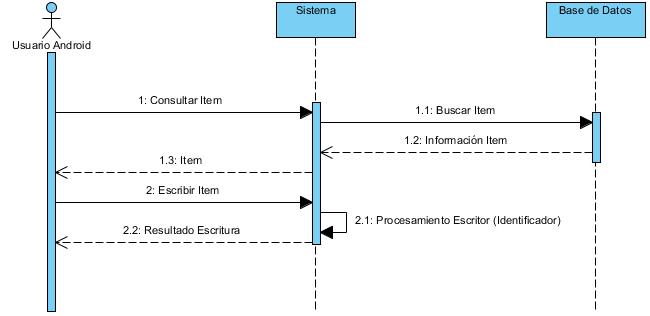 Sistema
Base de Datos
Usuario Android
1: Consultar Item
1.1: Buscar Item
1.2: Información Item
1.3: Item
2: Escribir Item
2.1: Procesamiento Escritor (Identificador)
2.2: Resultado Escritura